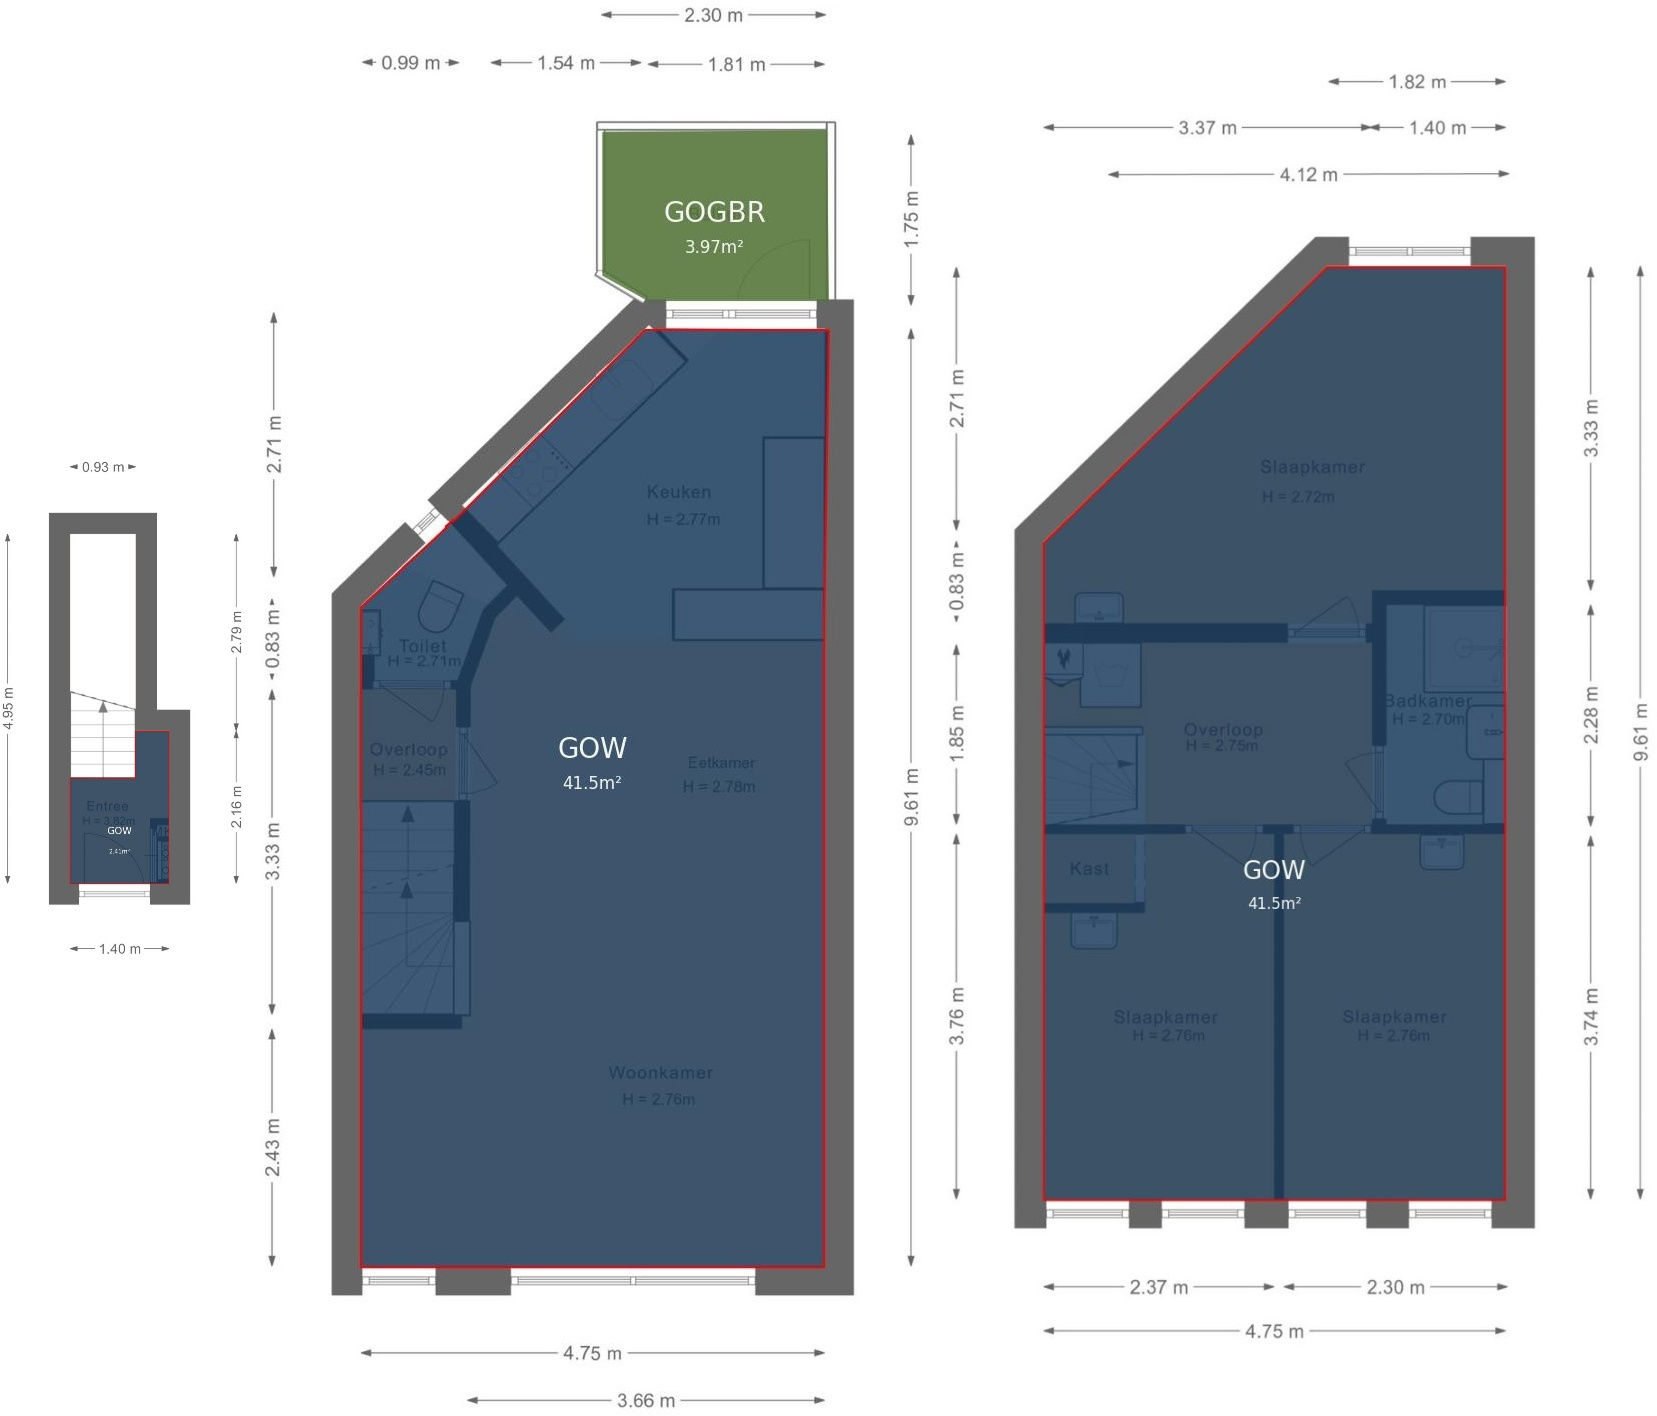 0.93 m
4.95 m
2.79 m
2.16 m
Entree
H = 3.82m
GOW
2.41m²
1.40 m
2.30 m
0.99 m
1.54 m
1.81 m
GOGBR
3.97m²
1.75 m
2.71 m
0.83 m
3.33 m
2.43 m
Keuken
H = 2.77m
Toilet
H = 2.71m
Overloop
H = 2.45m
GOW
41.5m²
Eetkamer
H = 2.78m
Woonkamer
H = 2.76m
9.61 m
4.75 m
3.66 m
1.82 m
3.37 m
1.40 m
4.12 m
2.71 m
0.83 m
1.85 m
3.76 m
Slaapkamer
H = 2.72m
Badkamer
H = 2.70m
Overloop
H = 2.75m
Kast
GOW
41.5m²
Slaapkamer
H = 2.76m
Slaapkamer
H = 2.76m
3.33 m
2.28 m
3.74 m
9.61 m
2.37 m
2.30 m
4.75 m